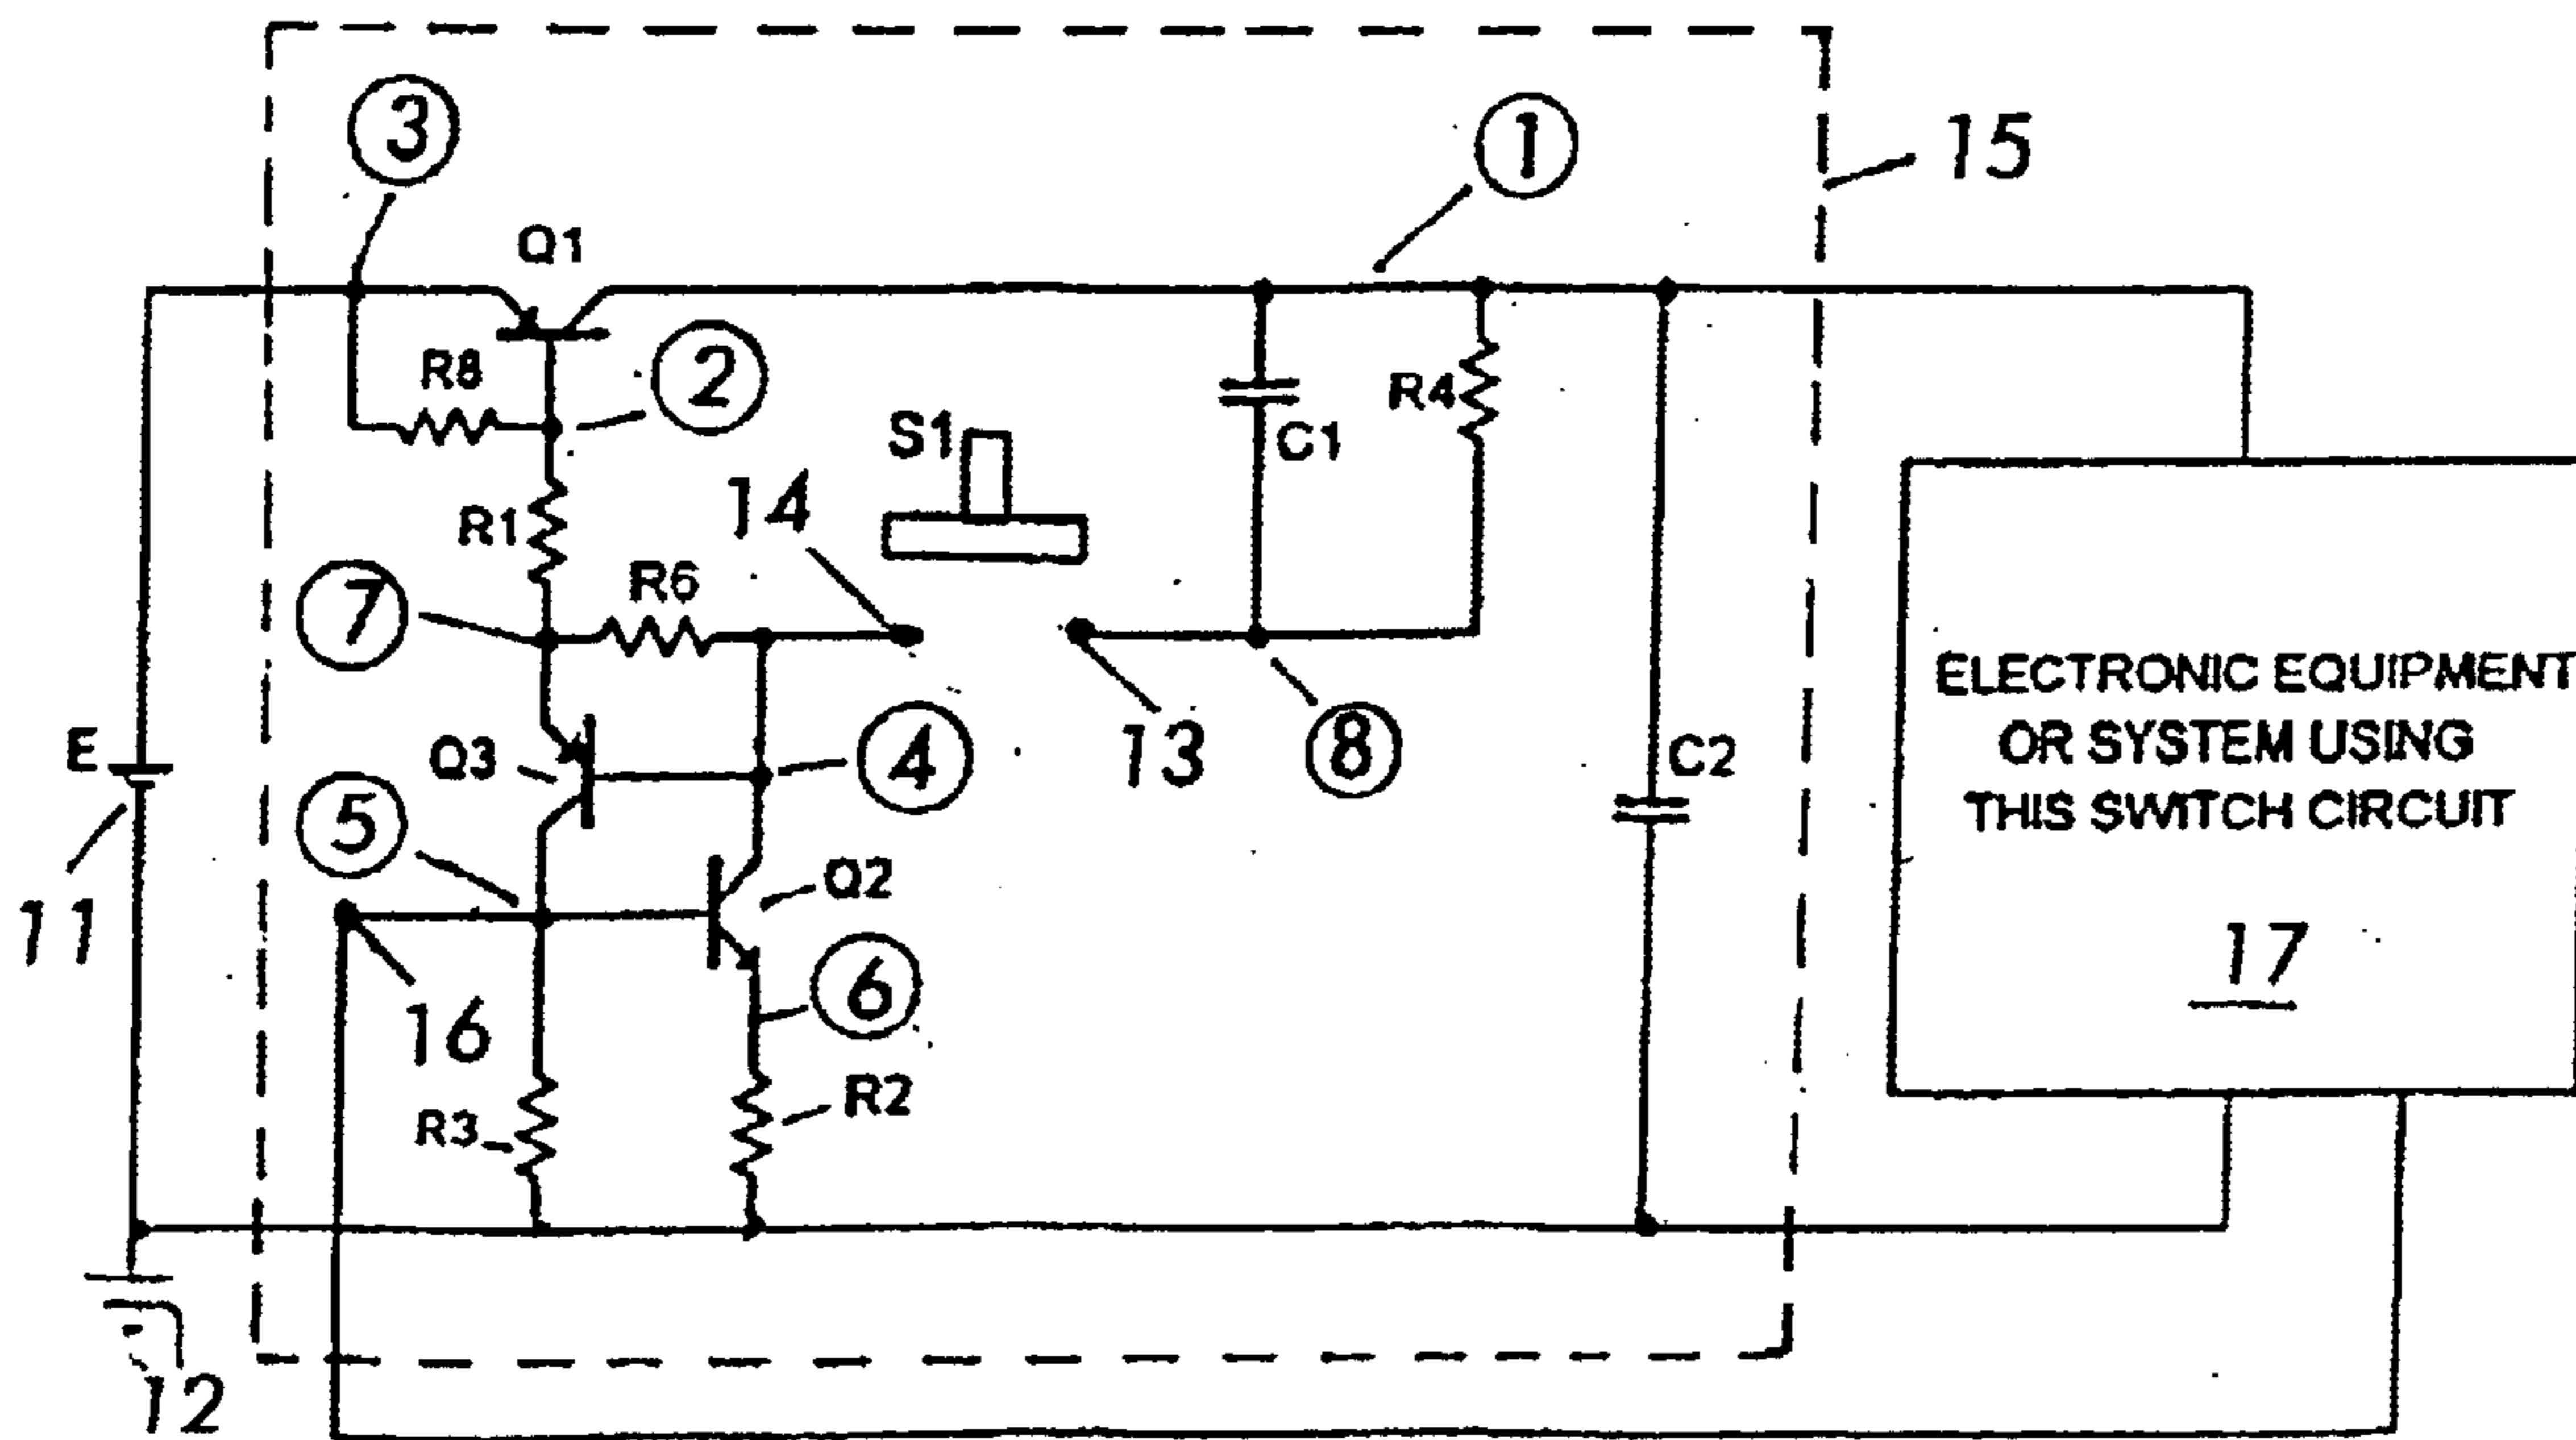 3
1
15
Q1
R8
2
R4
S1
C1
14
R1
R6
7
ELECTRONIC EQUIPMENT
OR SYSTEM USING
THIS SWITCH CIRCUIT
E
Q3
4
13
8
C2
5
Q2
11
17
6
16
R2
R3
12